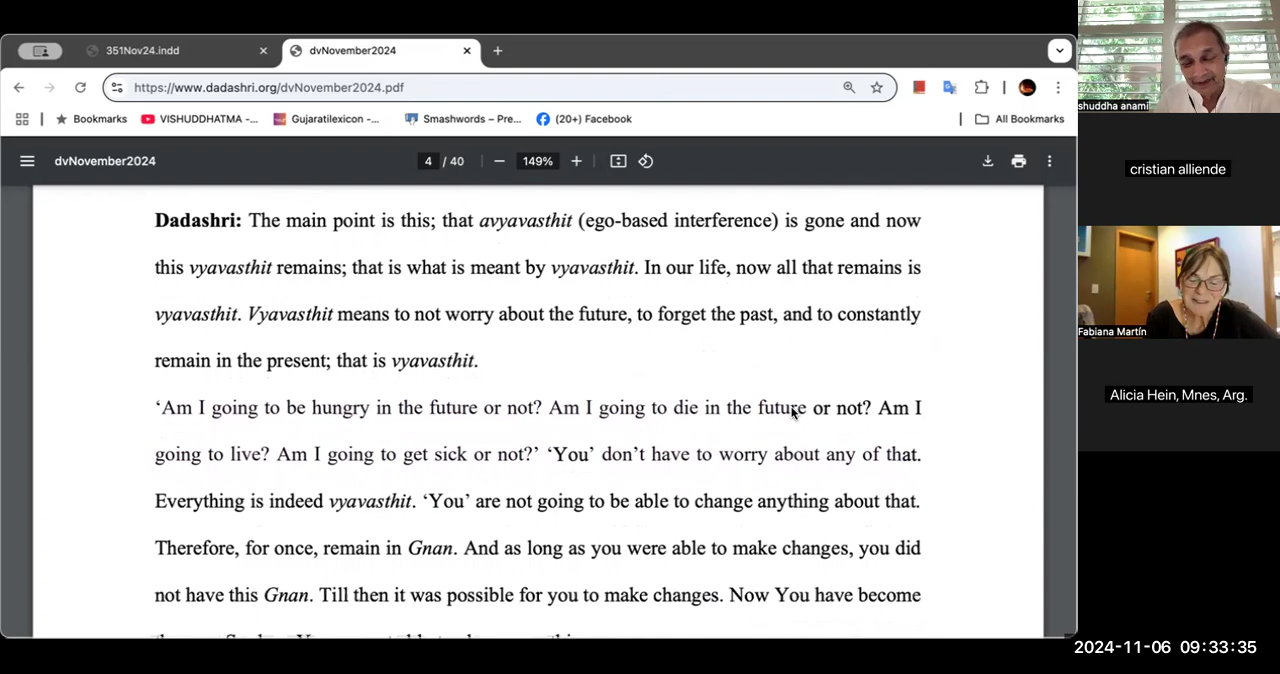 351Nov24.indd
dvNovember2024
https://www.dadashri.org/dvNovember2024.pdf
Bookmarks
VISHUDDHATMA -...
Gujaratilexicon -...
Smashwords – Pre...
(20+) Facebook
All Bookmarks
dvNovember2024
4 / 40
149%
Dadashri: The main point is this; that avyavasthit (ego-based interference) is gone and now
this vyavasthit remains; that is what is meant by vyavasthit. In our life, now all that remains is
vyavasthit. Vyavasthit means to not worry about the future, to forget the past, and to constantly
remain in the present; that is vyavasthit.
‘Am I going to be hungry in the future or not? Am I going to die in the future or not? Am I
going to live? Am I going to get sick or not?’ ‘You’ don’t have to worry about any of that.
Everything is indeed vyavasthit. ‘You’ are not going to be able to change anything about that.
Therefore, for once, remain in Gnan. And as long as you were able to make changes, you did
not have this Gnan. Till then it was possible for you to make changes. Now You have become
shuddha anami
cristian alliende
Fabiana Martín
Alicia Hein, Mnes, Arg.
2024-11-06 09:33:35